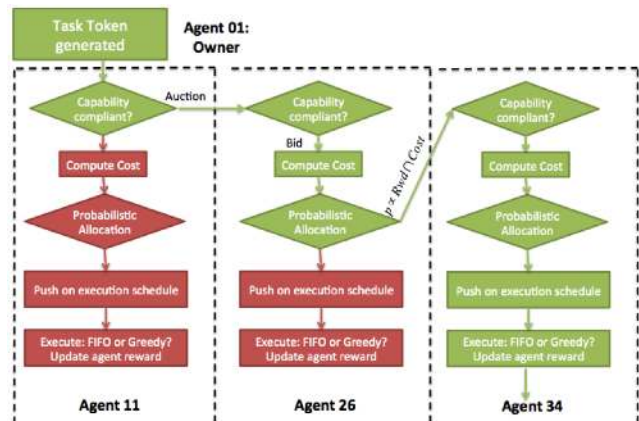 Task Token
generated
Agent 01:
Owner
Capability
compliant?
Auction
Compute Cost
Probabilistic
Allocation
Push on execution schedule
Execute: FIFO or Greedy?
Update agent reward
Agent 11
Capability
compliant?
Bid
Compute Cost
Probabilistic
Allocation
p ∝ Rwd ∩ Cost
Push on execution schedule
Execute: FIFO or Greedy?
Update agent reward
Agent 26
Capability
compliant?
Compute Cost
Probabilistic
Allocation
Push on execution schedule
Execute: FIFO or Greedy?
Update agent reward
Agent 34